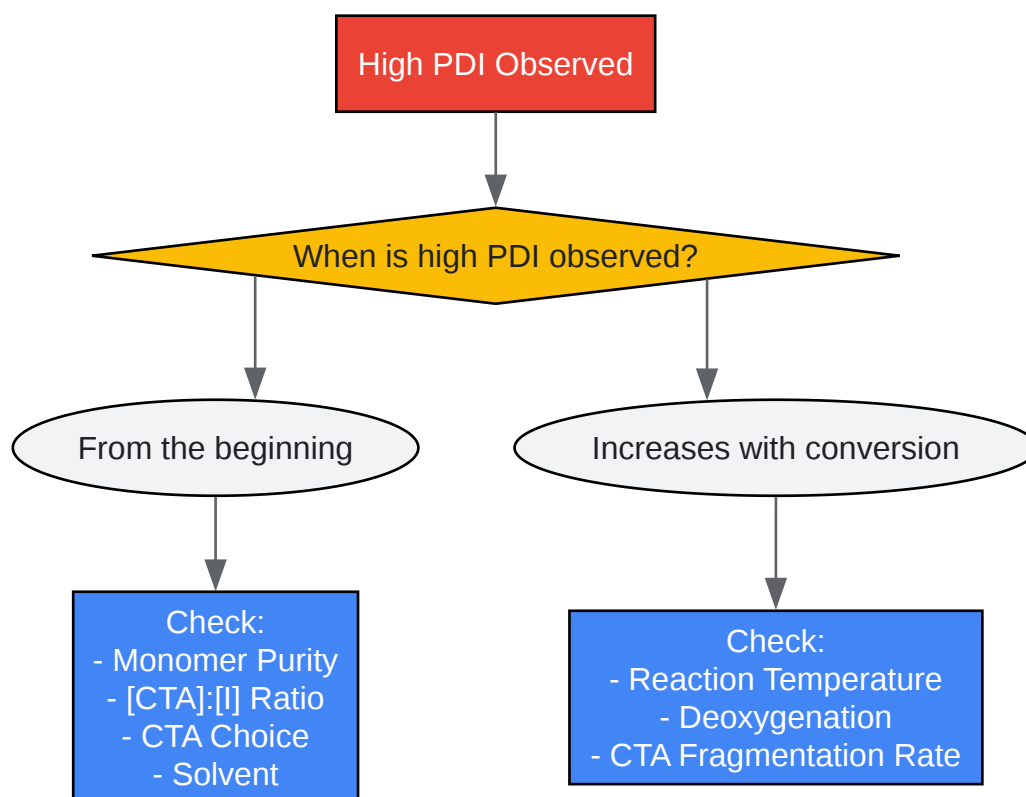 High PDI Observed
When is high PDI observed?
From the beginning
Increases with conversion
Check:
- Monomer Purity
- [CTA]:[I] Ratio
- CTA Choice
- Solvent
Check:
- Reaction Temperature
- Deoxygenation
- CTA Fragmentation Rate